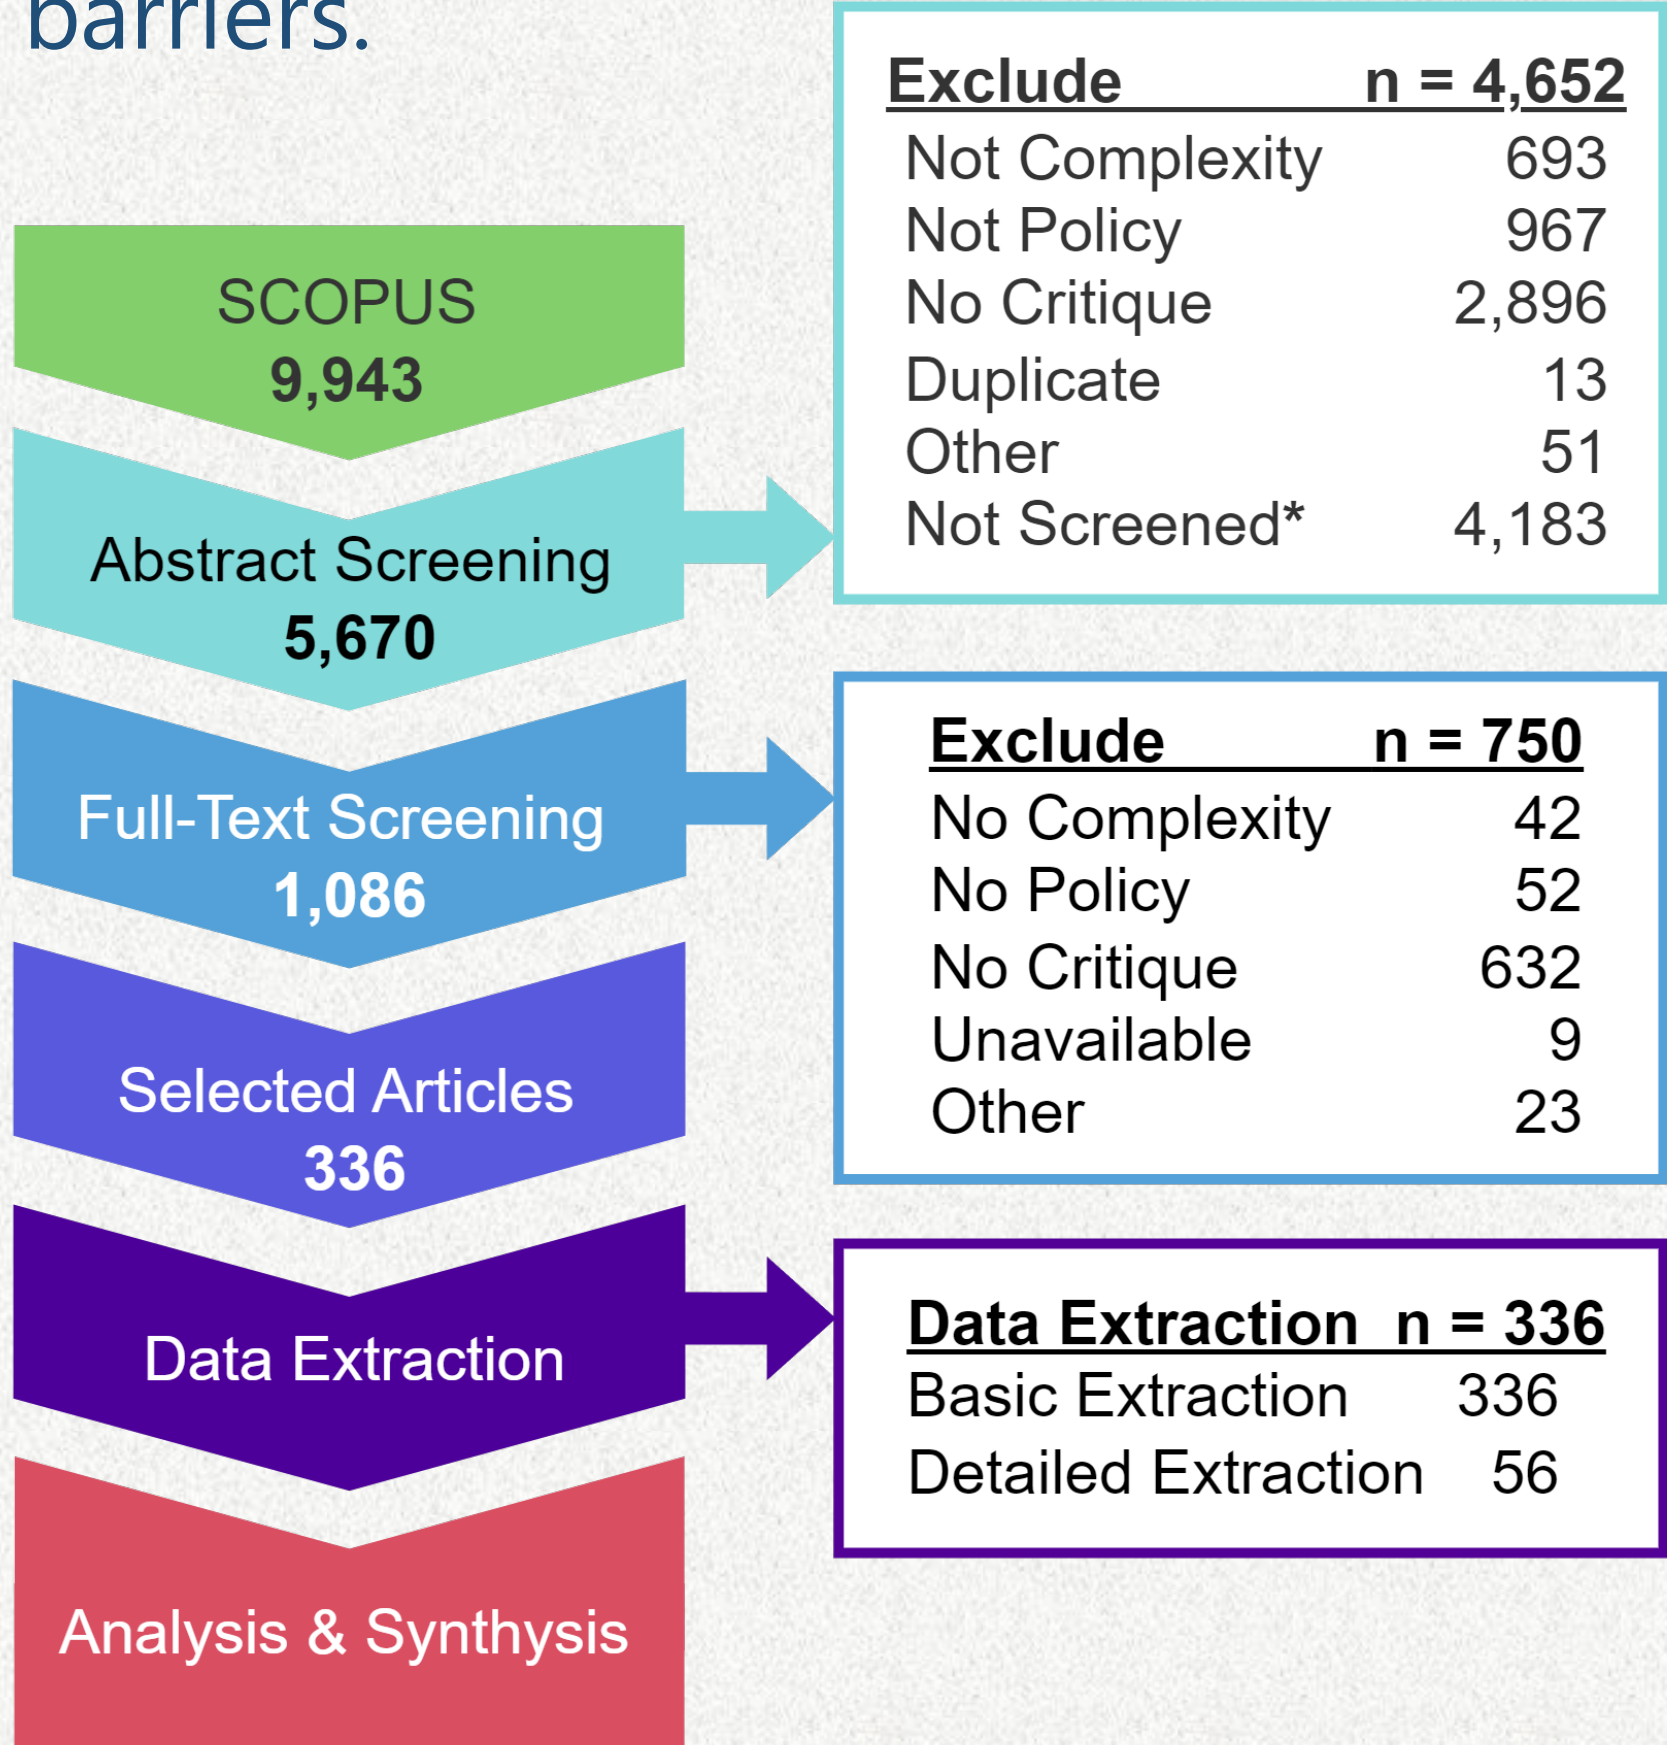 barriers.
SCOPUS
9,943
Abstract Screening
5,670
Full-Text Screening
1,086
Selected Articles
336
Data Extraction
Analysis & Synthysis
Exclude n = 4,652
Not Complexity 693
Not Policy 967
No Critique 2,896
Duplicate 13
Other 51
Not Screened* 4,183
Exclude n = 750
No Complexity 42
No Policy 52
No Critique 632
Unavailable 9
Other 23
Data Extraction n = 336
Basic Extraction 336
Detailed Extraction 56